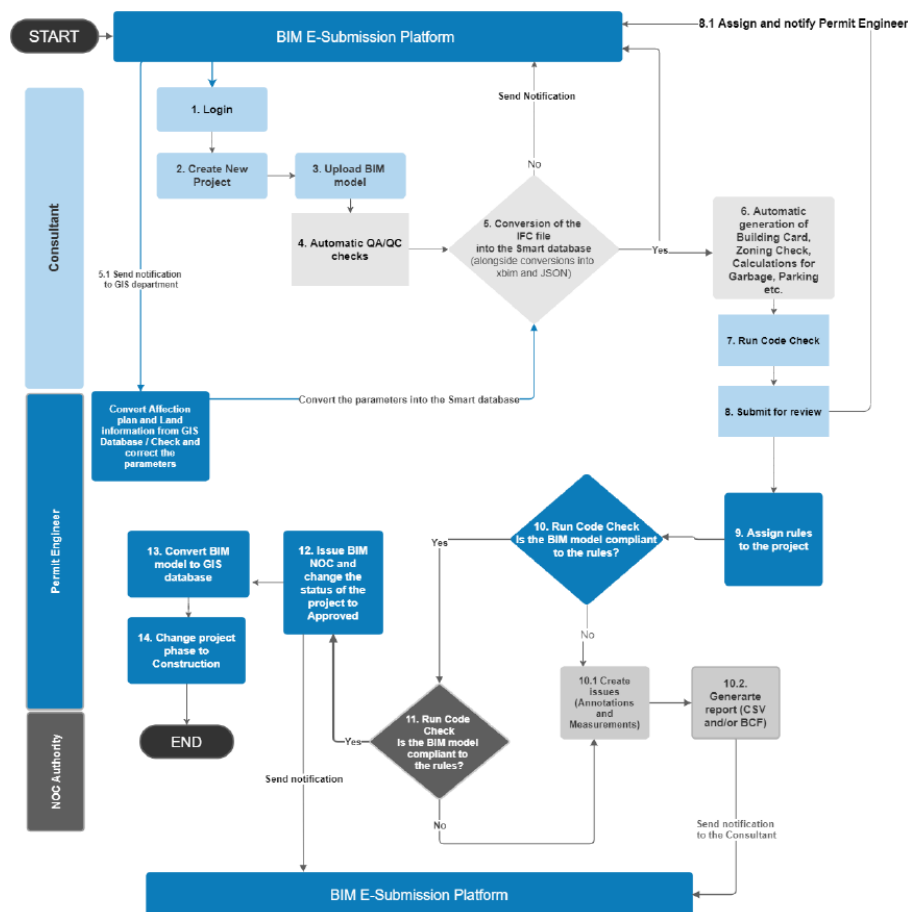 START
BIM E-Submission Platform
8.1 Assign and notify Permit Engineer
Send Notification
Consultant
1. Login
2. Create New
Project
3. Upload BIM
model
No
4. Automatic QA/QC
checks
5. Conversion of the
IFC file
into the Smart database
(alongside conversions into
xbim and JSON)
Yes
6. Automatic
generation of
Building Card,
Zoning Check,
Calculations for
Garbage, Parking
etc.
5.1 Send notification
to GIS department
7. Run Code Check
8. Submit for review
Convert the parameters into the Smart database
Permit Engineer
Convert Affection
plan and Land
information from GIS
Database / Check and
correct the
parameters
9. Assign rules
to the project
10. Run Code Check
Is the BIM model compliant
to the rules?
Yes
No
12. Issue BIM
NOC and
change the
status of the
project to
Approved
13. Convert BIM
model to GIS
database
14. Change project
phase to
Construction
END
10.1 Create
issues
(Annotations
and
Measurements)
10.2.
Generarte
report (CSV
and/or BCF)
NOC Authority
11. Run Code
Check
Is the BIM model
compliant to
the rules?
Yes
No
Send notification
Send notification
to the Consultant
BIM E-Submission Platform